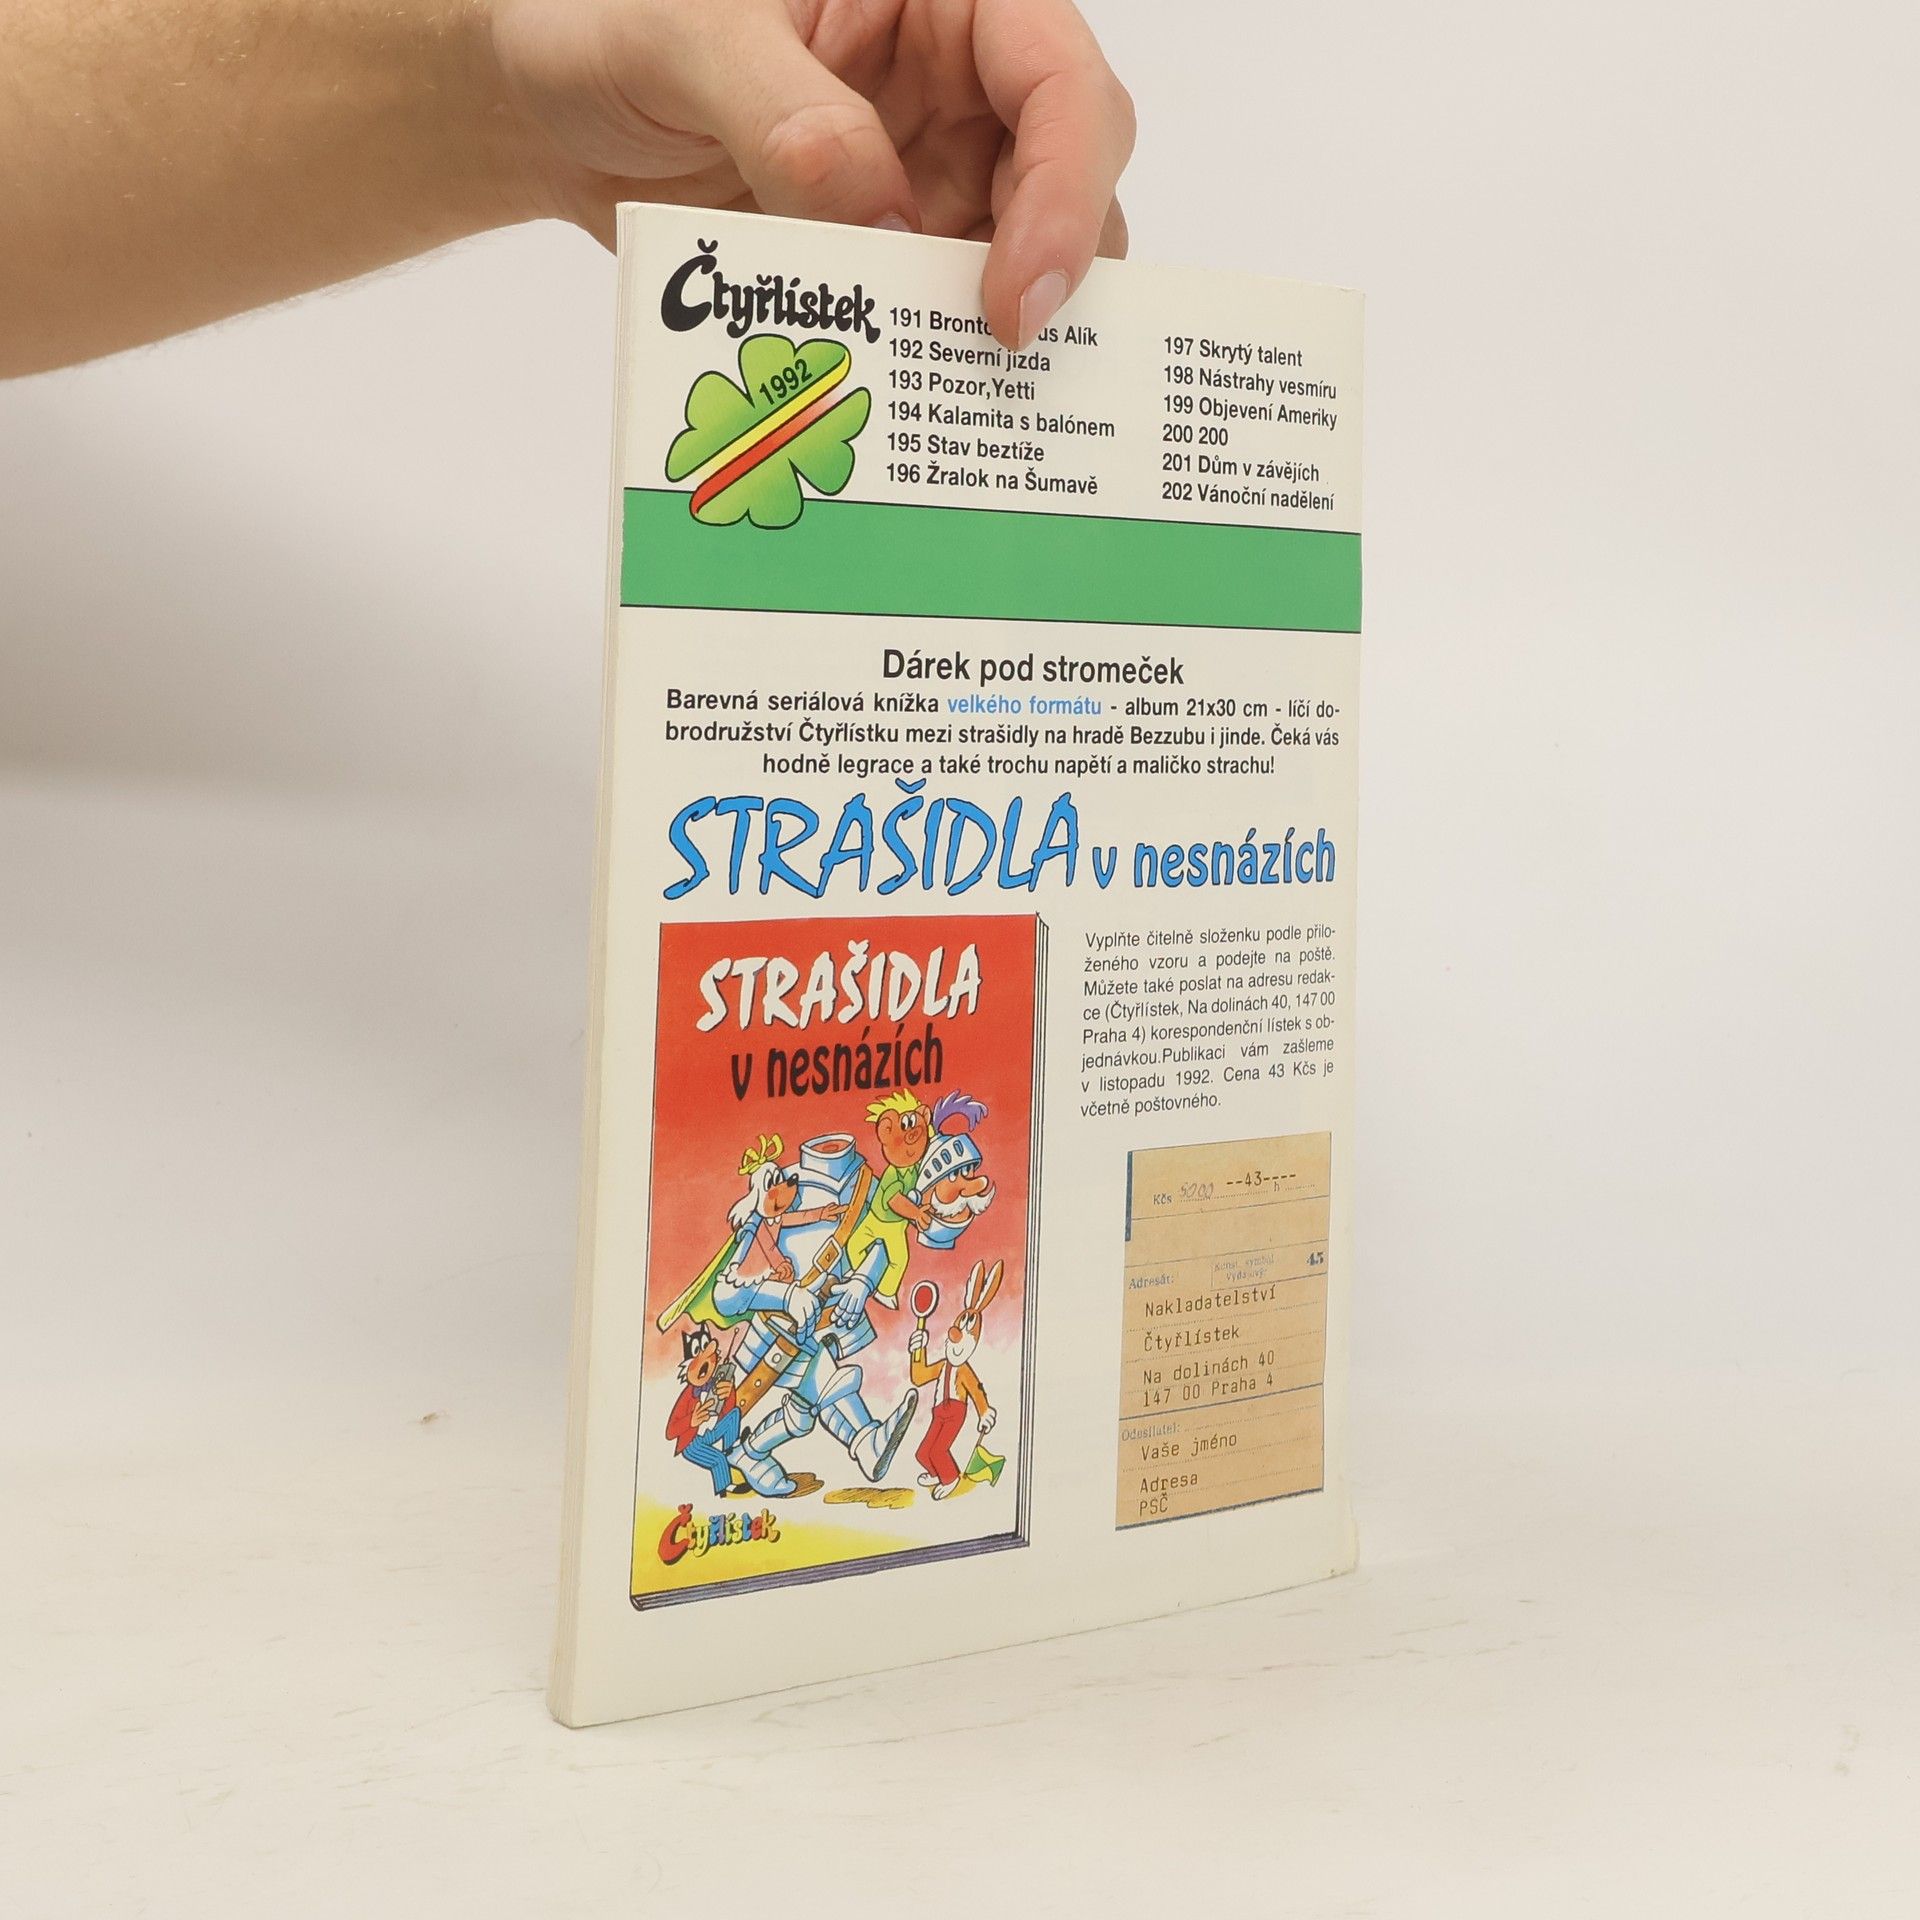 Čtyřlístek
1992
191 Bronto us Alík
192 Severní jízda
193 Pozor,Yetti
194 Kalamita s balónem
195 Stav beztíže
196 Žralok na Šumavě
197 Skrytý talent
198 Nástrahy vesmíru
199 Objevení Ameriky
200 200
201 Dům v závějích
202 Vánoční nadělení
Dárek pod stromeček
Barevná seriálová knížka velkého formátu - album 21x30 cm - líčí do-
brodružství Čtyřlístku mezi strašidly na hradě Bezzubu i jinde. Čeká vás
hodně legrace a také trochu napětí a maličko strachu!
STRAŠIDLA v nesnázích
STRAŠIDLA
v nesnázích
Čtyřlístek
Vyplňte čitelně složenku podle přilo-
ženého vzoru a podejte na poště.
Můžete také poslat na adresu redak-
ce (Čtyřlístek, Na dolinách 40, 147 00
Praha 4) korespondenční lístek s ob-
jednávkou.Publikaci vám zašleme
v listopadu 1992. Cena 43 Kčs je
včetně poštovného.
Kčs --43---- h
45
Adresát:
Nakladatelství
Čtyřlístek
Na dolinách 40
147 00 Praha 4
Odesílatel:
Vaše jméno
Adresa
PSČ